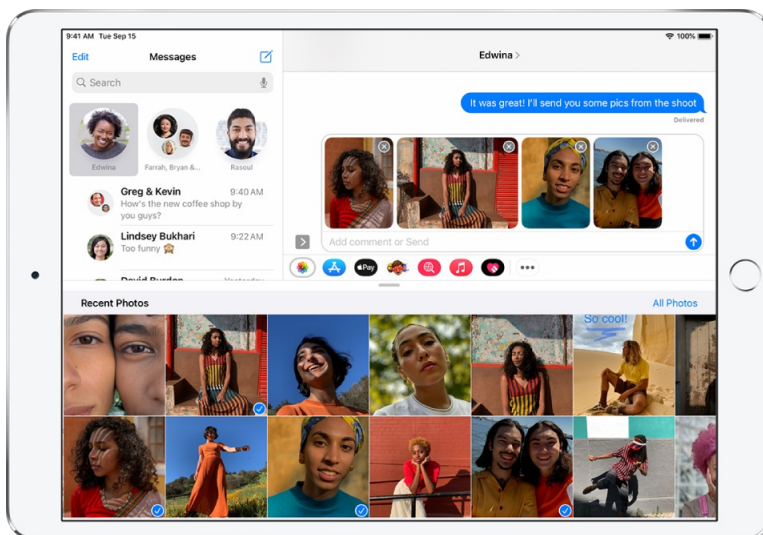 9:41 AM Tue Sep 15
100%
Edit
Messages
Search
Edwina
Farrah, Bryan &...
Rasoul
Greg & Kevin
9:40 AM
How's the new coffee shop by
you guys?
Lindsey Bukhari
9:22 AM
Too funny 🙈
David Burden
Yesterday
Edwina >
It was great! I'll send you some pics from the shoot
Delivered
Add comment or Send
Pay
Recent Photos
All Photos
So cool!